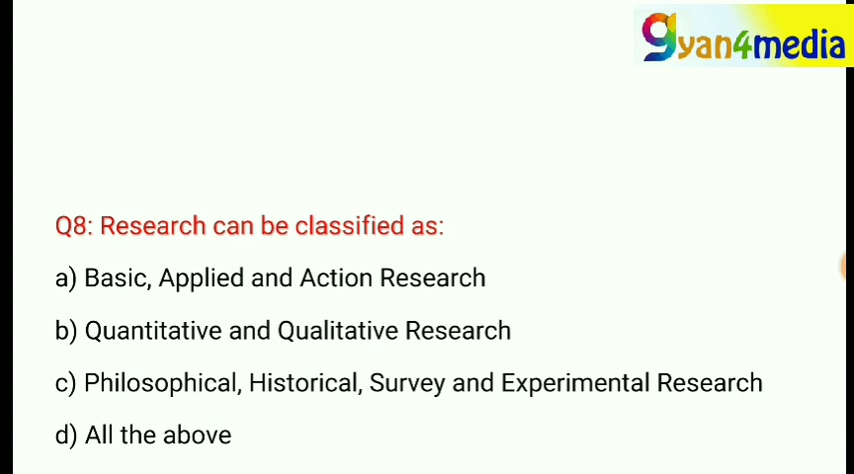 gyan4media
Q8: Research can be classified as:
a) Basic, Applied and Action Research
b) Quantitative and Qualitative Research
c) Philosophical, Historical, Survey and Experimental Research
d) All the above